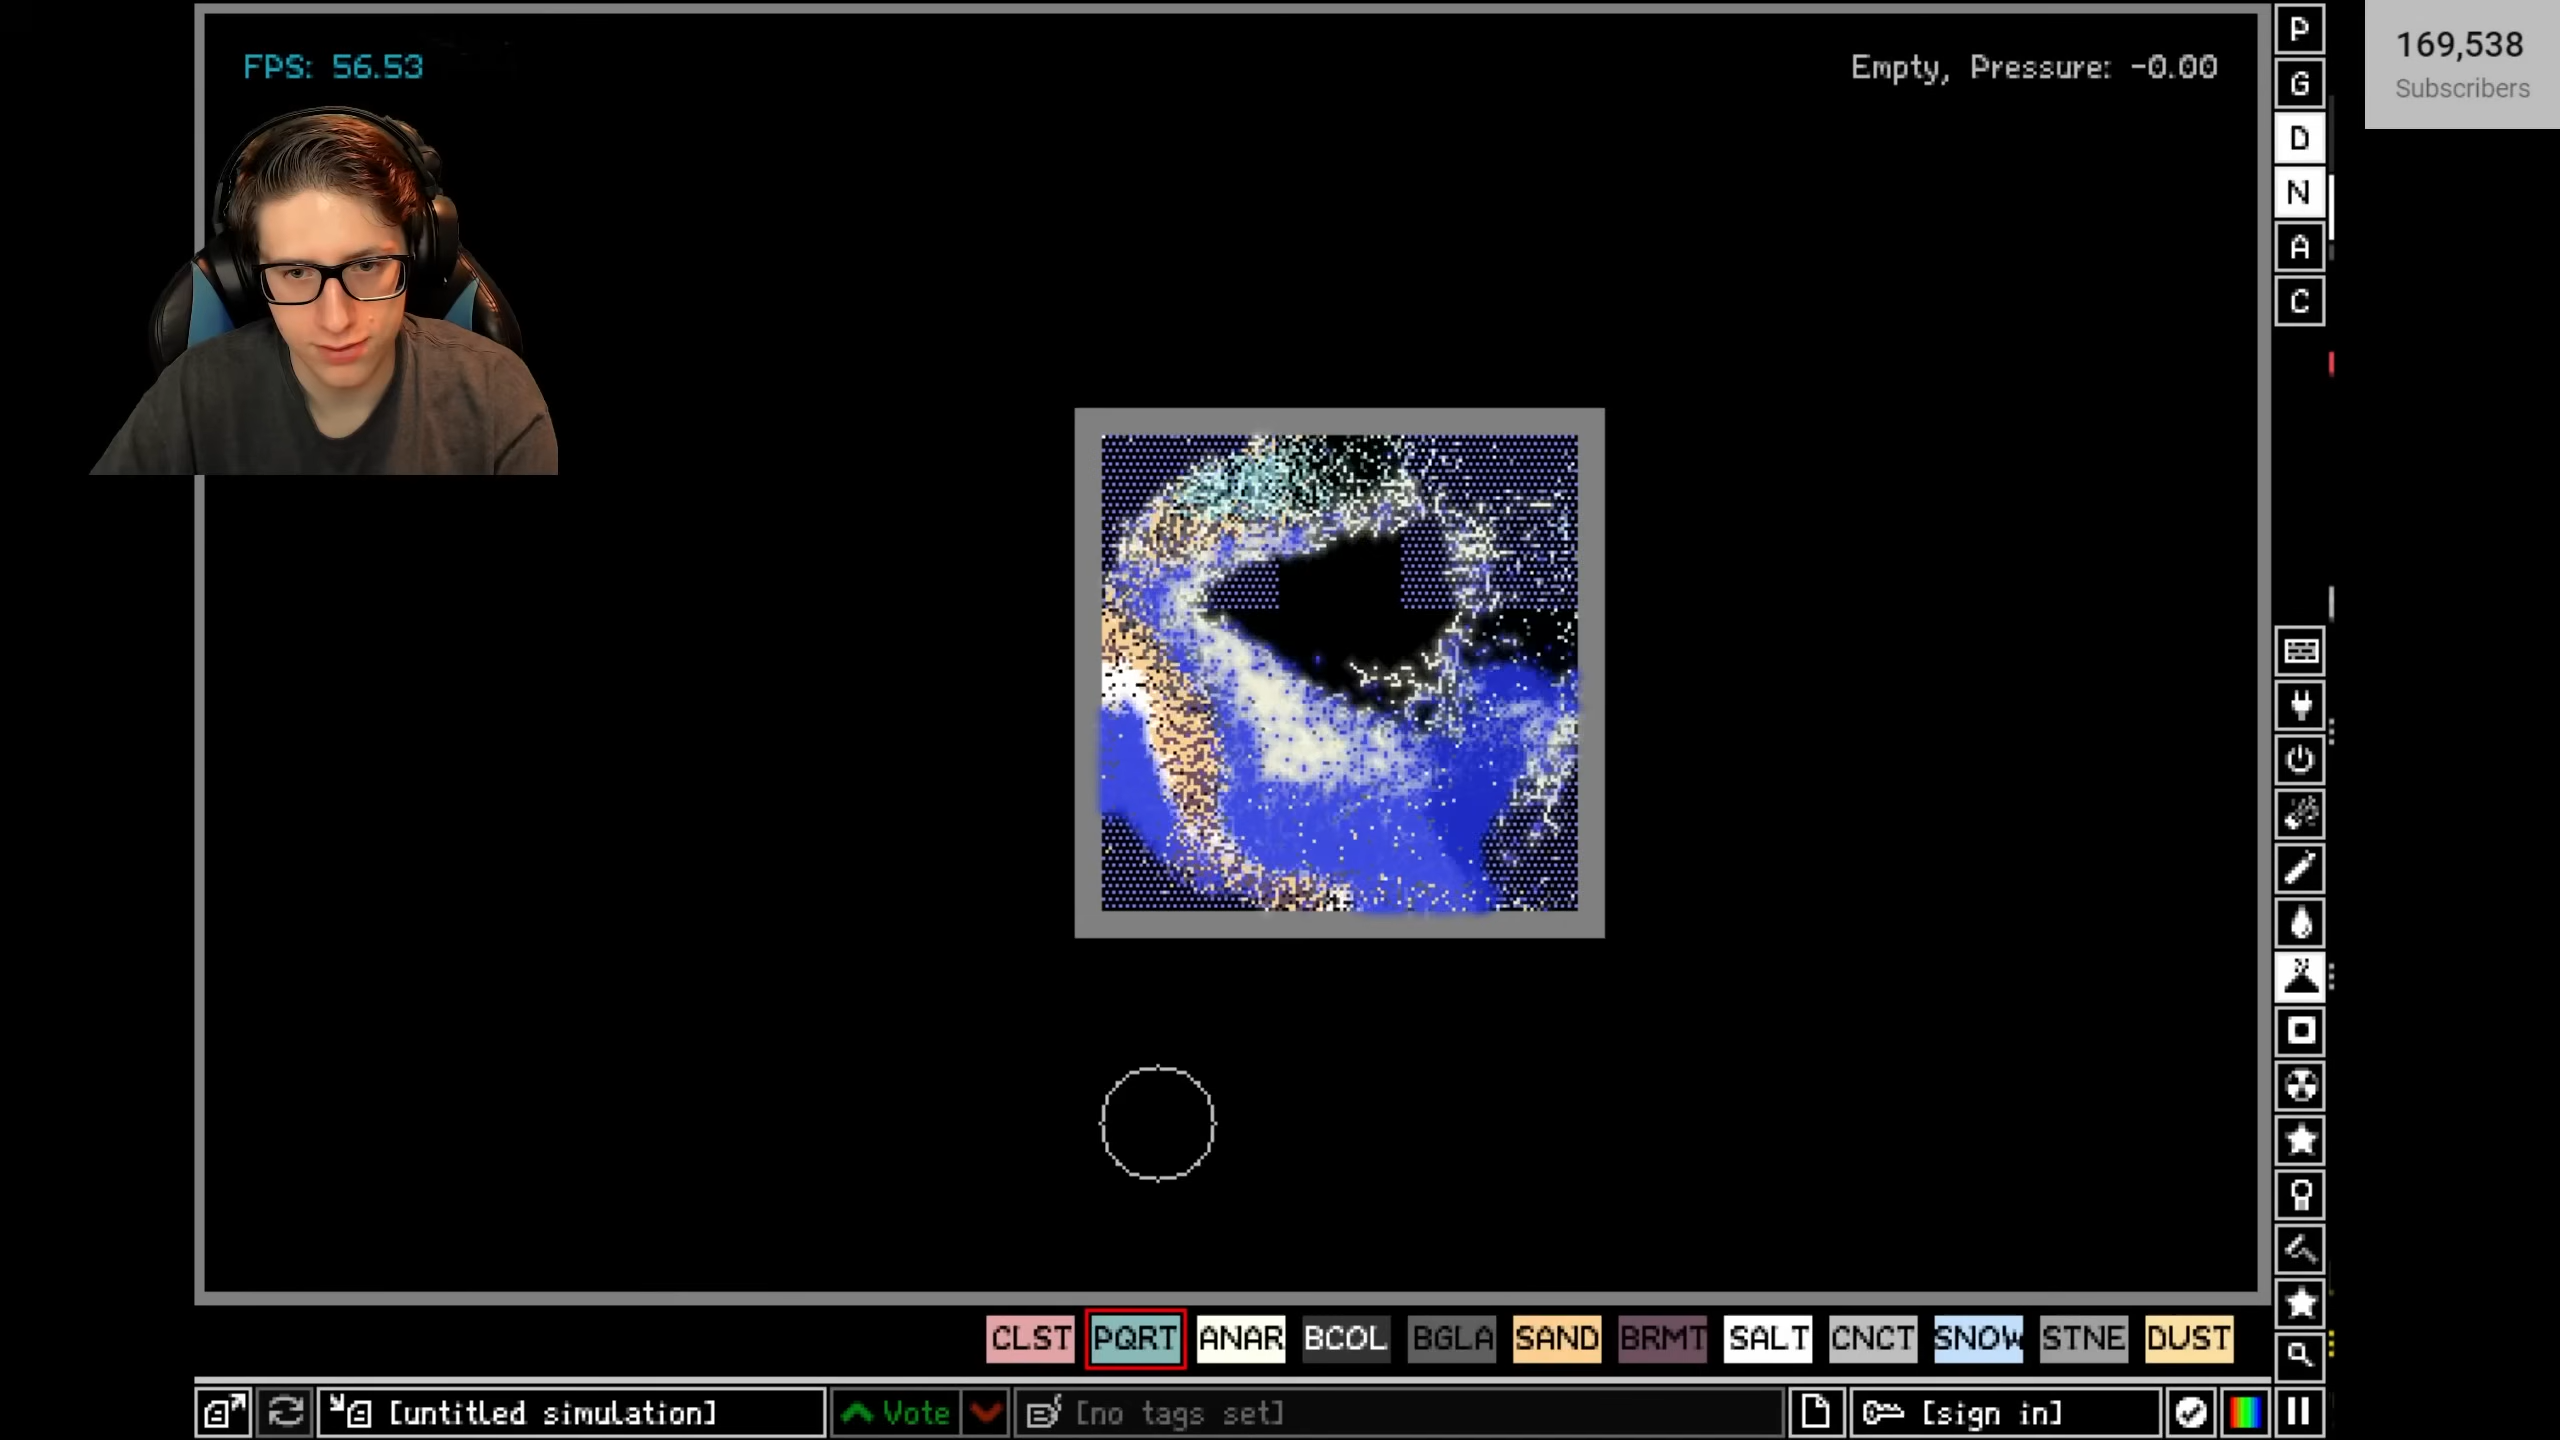 FPS: 56.53
Empty, Pressure: -0.00
169,538
Subscribers
P
G
D
N
A
C
CLST PQRT ANAR BCOL BGLA SAND BRMT SALT CNCT SNOW STNE DUST
[untitled simulation] Vote [no tags set] [sign in]